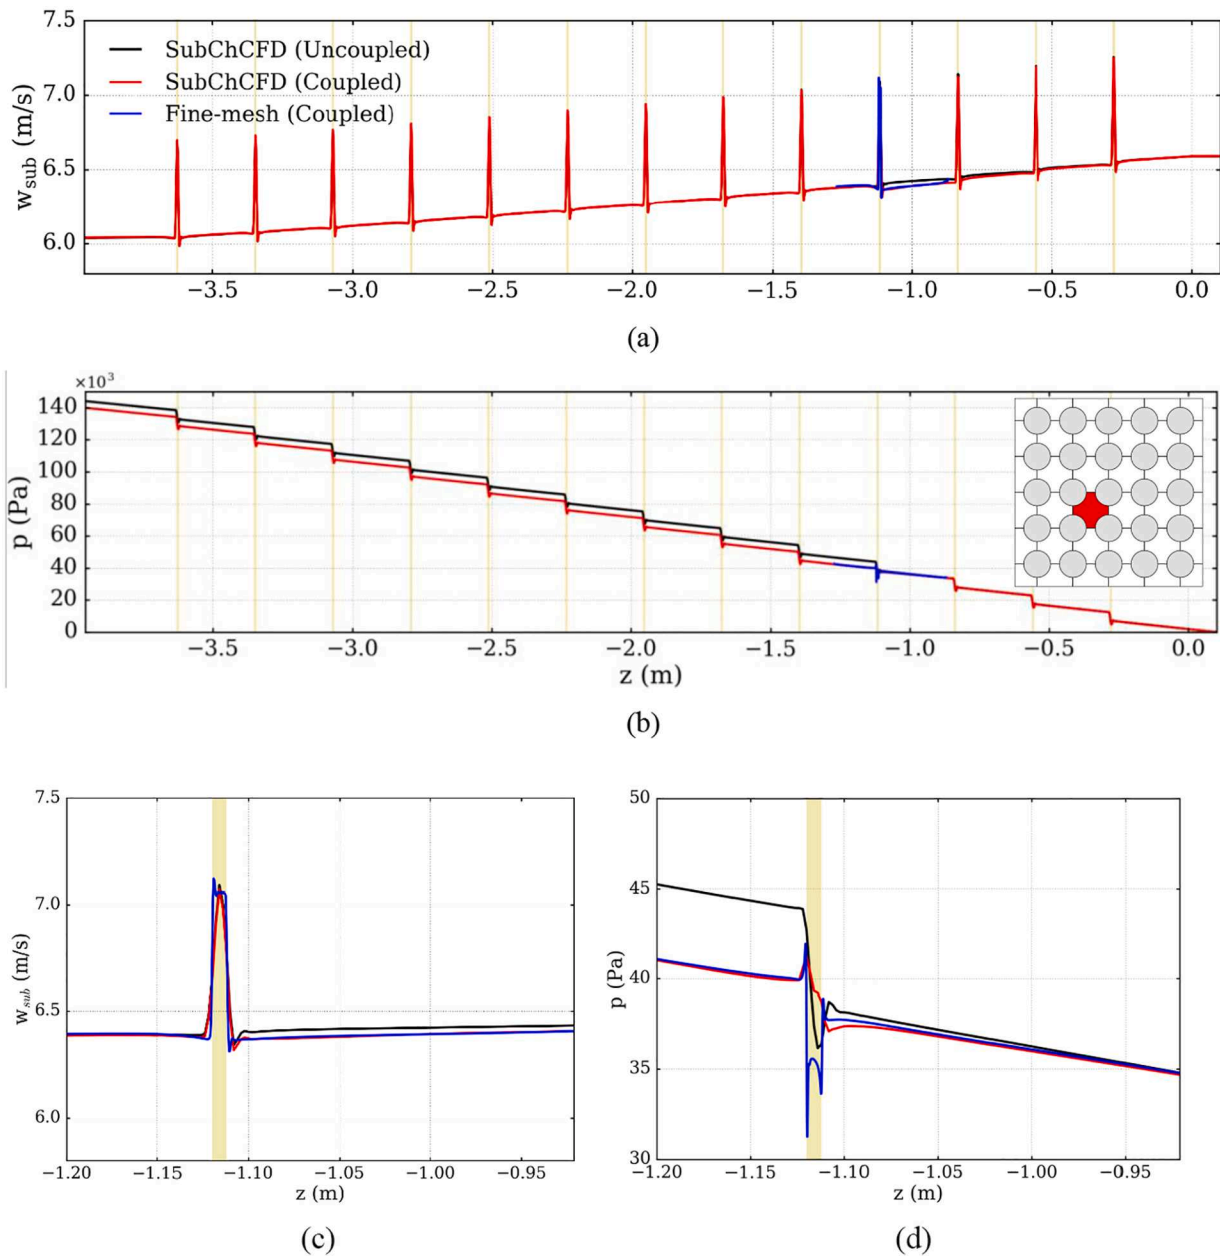 7.5
7.0
6.5
6.0
w_sub (m/s)
SubChCFD (Uncoupled)
SubChCFD (Coupled)
Fine-mesh (Coupled)
−3.5 −3.0 −2.5 −2.0 −1.5 −1.0 −0.5 0.0
(a)
×10³
140
120
100
80
60
40
20
0
p (Pa)
−3.5 −3.0 −2.5 −2.0 −1.5 −1.0 −0.5 0.0
z (m)
(b)
7.5
7.0
6.5
6.0
w_sub (m/s)
−1.20 −1.15 −1.10 −1.05 −1.00 −0.95
z (m)
(c)
50
45
40
35
30
p (Pa)
−1.20 −1.15 −1.10 −1.05 −1.00 −0.95
z (m)
(d)